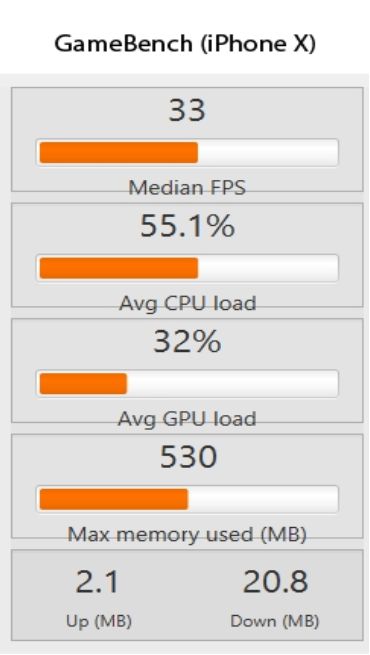 GameBench (iPhone X)
33
Median FPS
55.1%
Avg CPU load
32%
Avg GPU load
530
Max memory used (MB)
2.1 20.8
Up (MB) Down (MB)